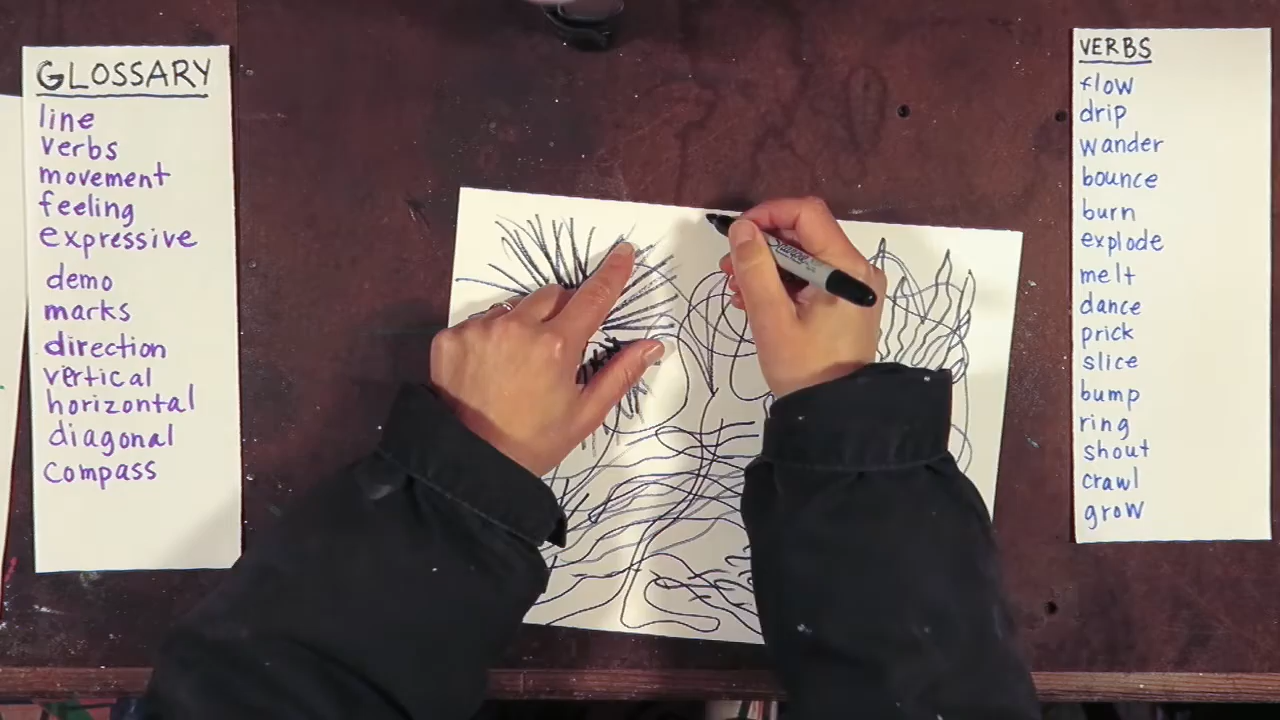 GLOSSARY
line
verbs
movement
feeling
expressive
demo
marks
direction
vertical
horizontal
diagonal
compass
Sharpie
VERBS
flow
drip
wander
bounce
burn
explode
melt
dance
prick
slice
bump
ring
shout
crawl
grow